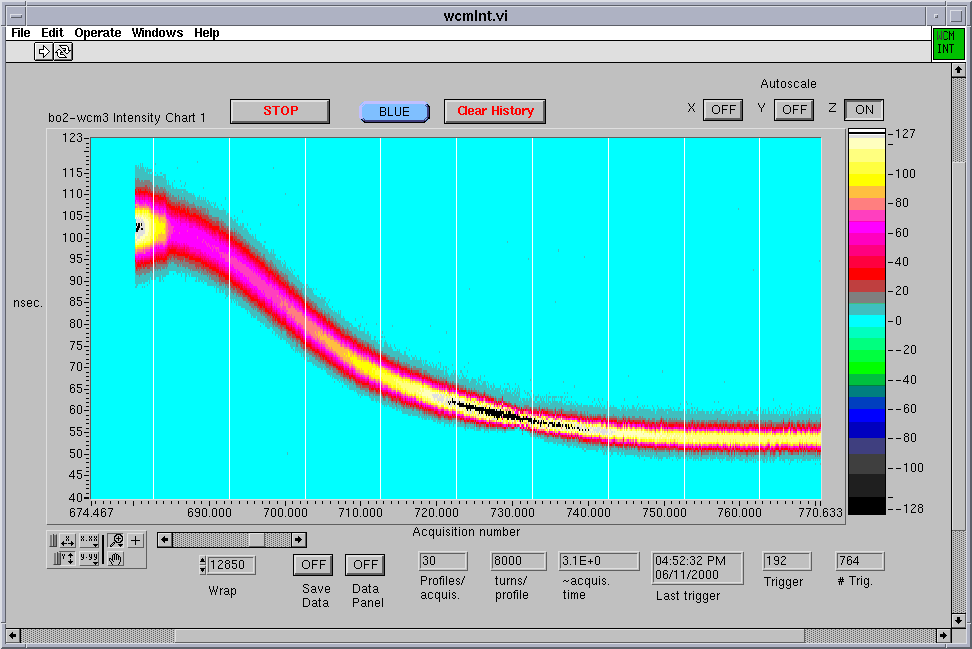 wcmInt.vi
File Edit Operate Windows Help
WCM
INT
Autoscale
bo2-wcm3 Intensity Chart 1
STOP
BLUE
Clear History
X OFF Y OFF Z ON
123
115
110
105
100
95
90
85
80
75
70
65
60
55
50
45
40
nsec.
127
100
80
60
40
20
0
-20
-40
-60
-80
-100
-128
674.467 690.000 700.000 710.000 720.000 730.000 740.000 750.000 760.000 770.633
Acquisition number
X.XX
Y.YY
12850
Wrap
OFF
Save
Data
OFF
Data
Panel
30
Profiles/
acquis.
8000
turns/
profile
3.1E+0
~acquis.
time
04:52:32 PM
06/11/2000
Last trigger
192
Trigger
764
# Trig.